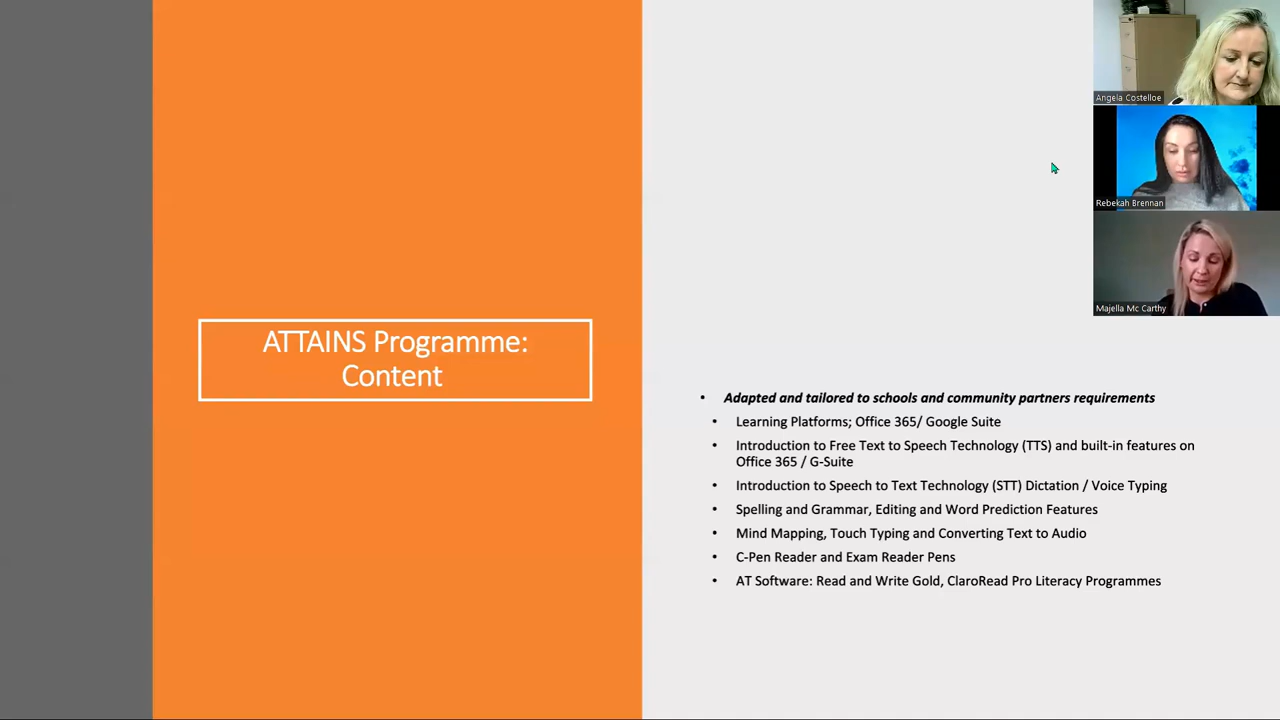 ATTAINS Programme:
Content
Angela Costelloe
Rebekah Brennan
Majella Mc Carthy
• Adapted and tailored to schools and community partners requirements
• Learning Platforms; Office 365/ Google Suite
• Introduction to Free Text to Speech Technology (TTS) and built-in features on
Office 365 / G-Suite
• Introduction to Speech to Text Technology (STT) Dictation / Voice Typing
• Spelling and Grammar, Editing and Word Prediction Features
• Mind Mapping, Touch Typing and Converting Text to Audio
• C-Pen Reader and Exam Reader Pens
• AT Software: Read and Write Gold, ClaroRead Pro Literacy Programmes